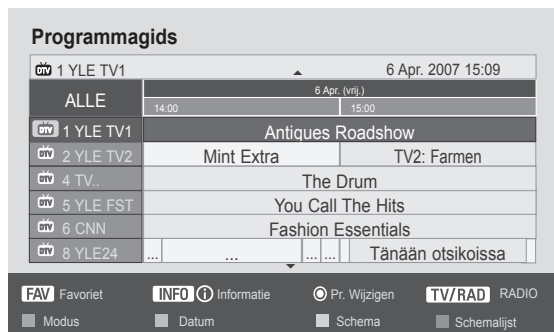 Programmagids
DTV 1 YLE TV1 6 Apr. 2007 15:09
ALLE 6 Apr. (vrij.)
14:00 15:00
DTV 1 YLE TV1 Antiques Roadshow
DTV 2 YLE TV2 Mint Extra TV2: Farmen
DTV 4 TV.. The Drum
DTV 5 YLE FST You Call The Hits
DTV 6 CNN Fashion Essentials
DTV 8 YLE24 ... ... ... ... Tänään otsikoissa
FAV Favoriet INFO i Informatie Pr. Wijzigen TV/RAD RADIO
Modus Datum Schema Schemalijst